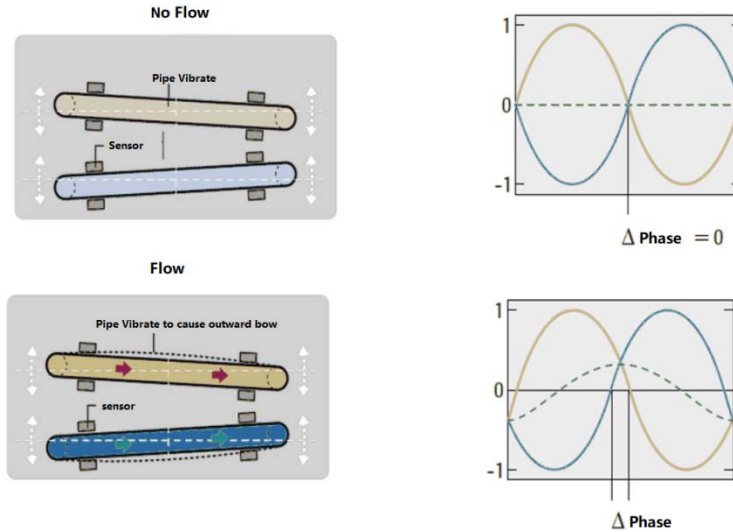 No Flow
Pipe Vibrate
Sensor
1
0
-1
Δ Phase = 0
Flow
Pipe Vibrate to cause outward bow
sensor
1
0
-1
Δ Phase